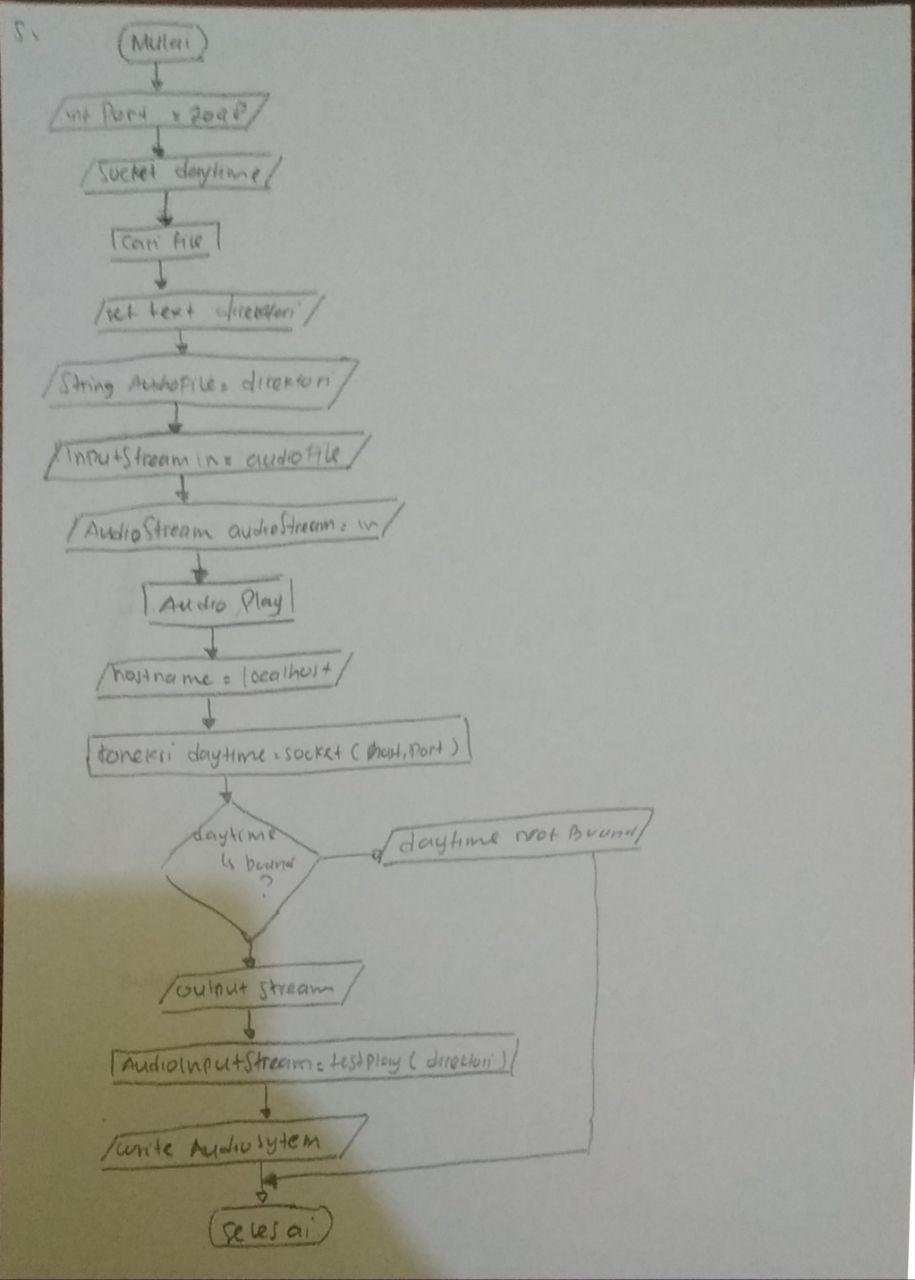 5.
Mulai
int Port = 2048
Socket daytime
Cari file
set text direktori
String AudioFile = direktori
InputStream in = audioFile
AudioStream audioStream = in
Audio Play
hostname = localhost
koneksi daytime = socket (host, port)
daytime
is bound
?
daytime not Bound
output stream
AudioInputStream = testPlay (direktori)
write AudioSytem
selesai